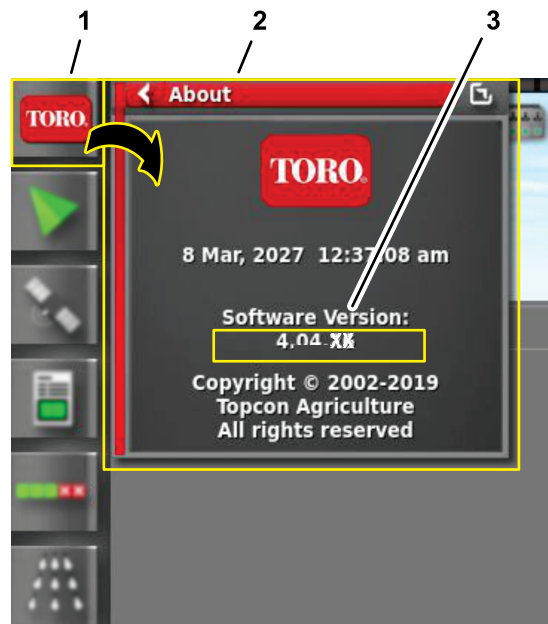 1
2
3
TORO.
About
TORO.
8 Mar, 2027 12:37:08 am
Software Version:
4.04.XX
Copyright © 2002-2019
Topcon Agriculture
All rights reserved